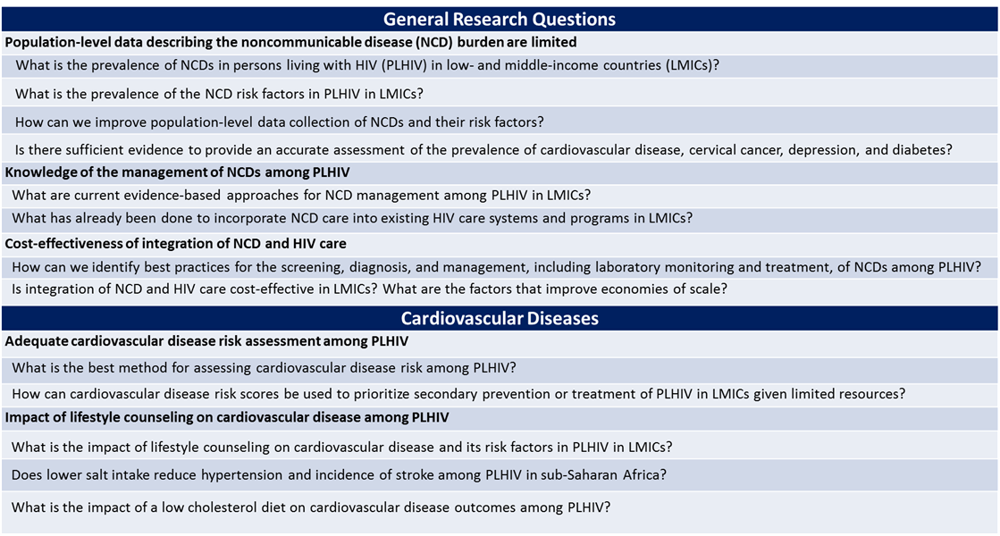 General Research Questions
Population-level data describing the noncommunicable disease (NCD) burden are limited
What is the prevalence of NCDs in persons living with HIV (PLHIV) in low- and middle-income countries (LMICs)?
What is the prevalence of the NCD risk factors in PLHIV in LMICs?
How can we improve population-level data collection of NCDs and their risk factors?
Is there sufficient evidence to provide an accurate assessment of the prevalence of cardiovascular disease, cervical cancer, depression, and diabetes?
Knowledge of the management of NCDs among PLHIV
What are current evidence-based approaches for NCD management among PLHIV in LMICs?
What has already been done to incorporate NCD care into existing HIV care systems and programs in LMICs?
Cost-effectiveness of integration of NCD and HIV care
How can we identify best practices for the screening, diagnosis, and management, including laboratory monitoring and treatment, of NCDs among PLHIV?
Is integration of NCD and HIV care cost-effective in LMICs? What are the factors that improve economies of scale?
Cardiovascular Diseases
Adequate cardiovascular disease risk assessment among PLHIV
What is the best method for assessing cardiovascular disease risk among PLHIV?
How can cardiovascular disease risk scores be used to prioritize secondary prevention or treatment of PLHIV in LMICs given limited resources?
Impact of lifestyle counseling on cardiovascular disease among PLHIV
What is the impact of lifestyle counseling on cardiovascular disease and its risk factors in PLHIV in LMICs?
Does lower salt intake reduce hypertension and incidence of stroke among PLHIV in sub-Saharan Africa?
What is the impact of a low cholesterol diet on cardiovascular disease outcomes among PLHIV?